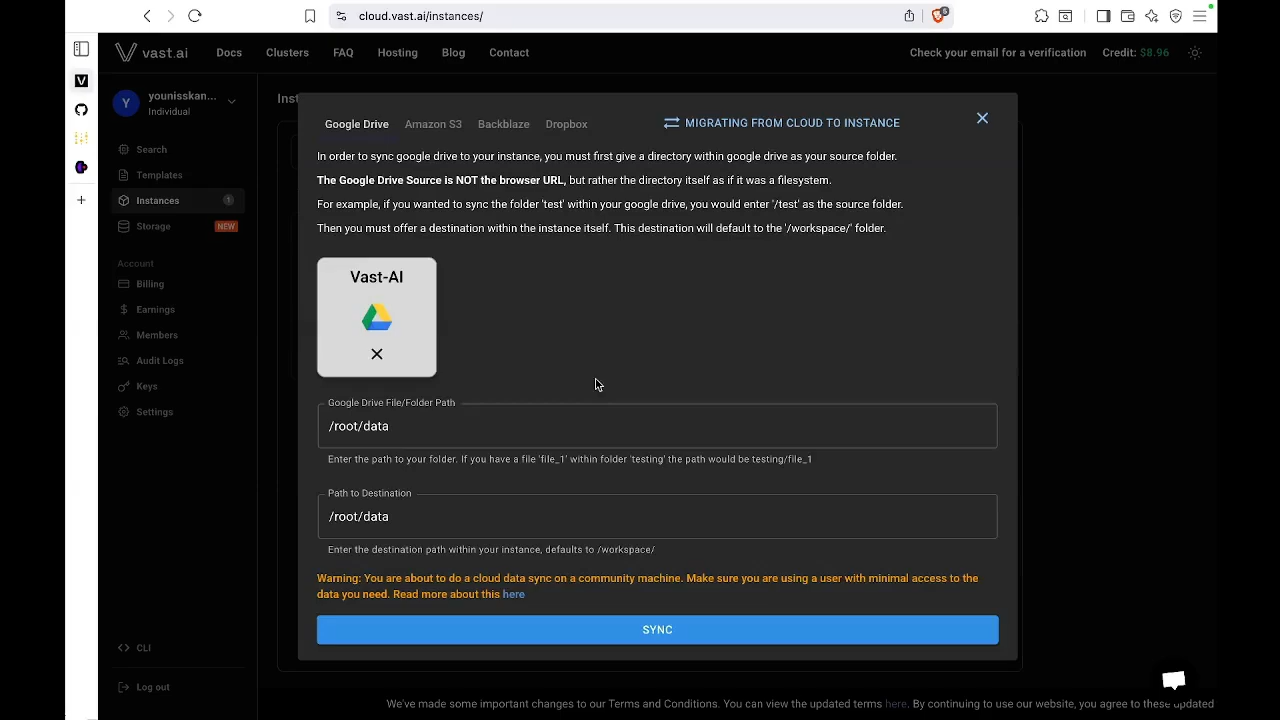 cloud.vast.ai/instances/
5
vast.ai
Docs
Clusters
FAQ
Hosting
Blog
Contact
Check your email for a verification
Credit: $8.96
Y
younisskan...
Individual
Search
Templates
Instances
1
Storage
NEW
Account
Billing
Earnings
Members
Audit Logs
Keys
Settings
CLI
Log out
Inst
Google Drive
Amazon S3
Backblaze
Dropbox
MIGRATING FROM CLOUD TO INSTANCE
In order to sync google drive to your instance, you must first give a directory within google drive as your source folder.
The Google Drive Source is NOT the browser URL, but rather the directory itself as if it was a filesystem.
For example, if you wanted to sync the folder 'test' within your google drive, you would enter '/test' as the source folder.
Then you must offer a destination within the instance itself. This destination will default to the '/workspace/' folder.
Vast-AI
Google Drive File/Folder Path
/root/data
Enter the path to your folder. If you have a file 'file_1' within folder 'testing' the path would be testing/file_1
Path to Destination
/root/data
Enter the destination path within your instance, defaults to /workspace/
Warning: You are about to do a cloud data sync on a community machine. Make sure you are using a user with minimal access to the
data you need. Read more about this here
SYNC
We've made some important changes to our Terms and Conditions. You can view the updated terms here. By continuing to use our website, you agree to these updated